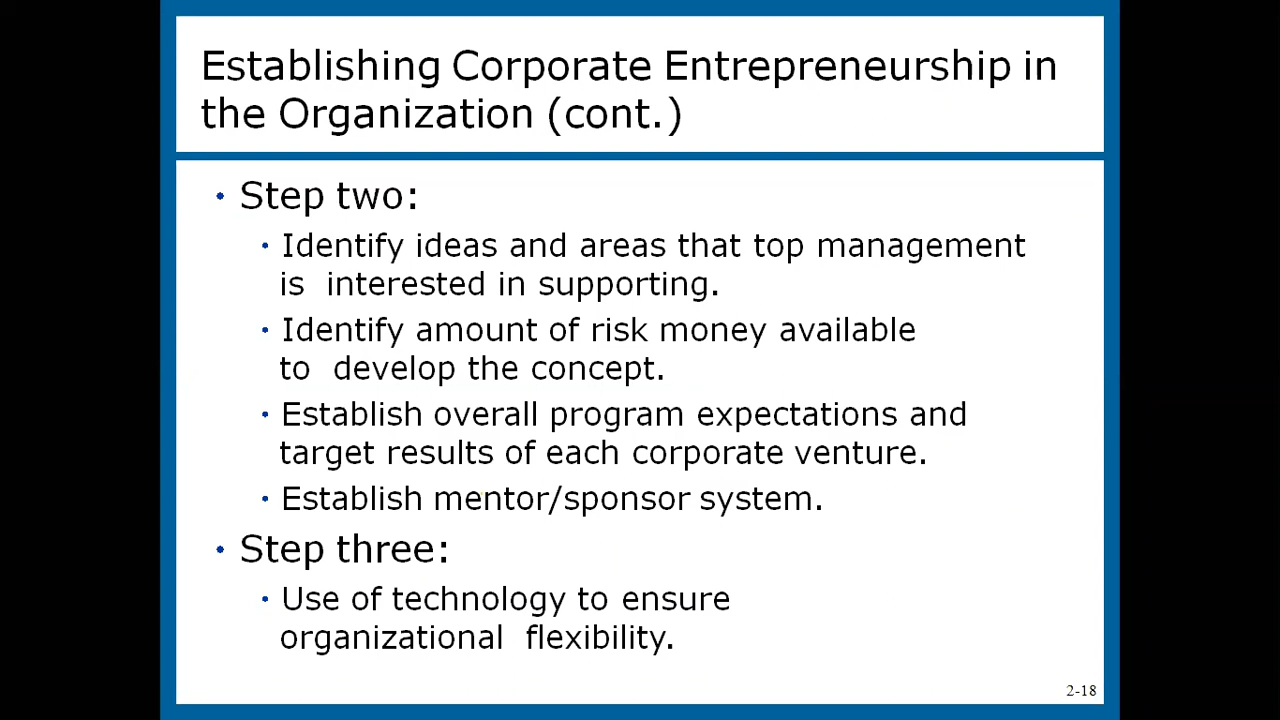 Establishing Corporate Entrepreneurship in
the Organization (cont.)
• Step two:
• Identify ideas and areas that top management
is  interested in supporting.
• Identify amount of risk money available
to  develop the concept.
• Establish overall program expectations and
target results of each corporate venture.
• Establish mentor/sponsor system.
• Step three:
• Use of technology to ensure
organizational  flexibility.
2-18